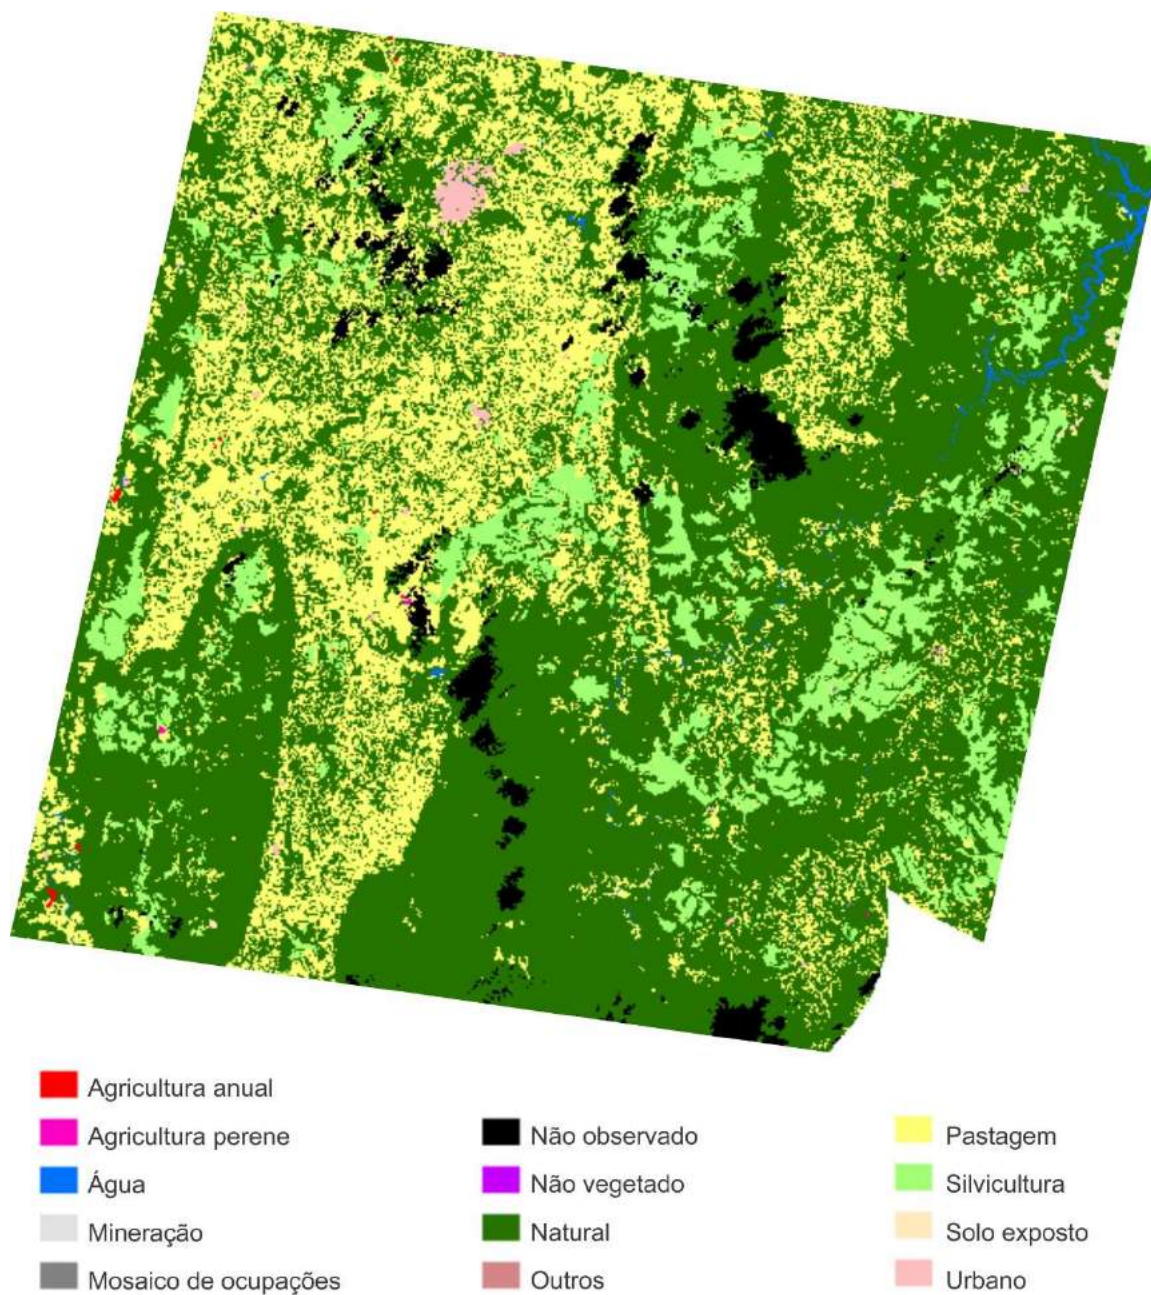 Agricultura anual
Agricultura perene
Água
Mineração
Mosaico de ocupações
Não observado
Não vegetado
Natural
Outros
Pastagem
Silvicultura
Solo exposto
Urbano